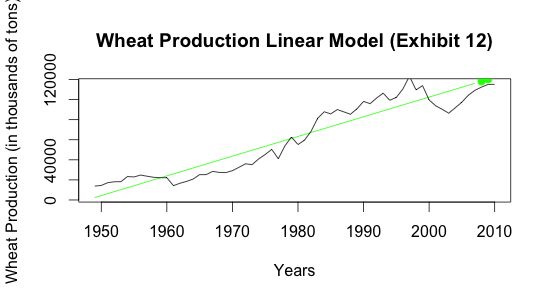 Wheat Production Linear Model (Exhibit 12)
Wheat Production (in thousands of tons)
120000
40000
0
1950 1960 1970 1980 1990 2000 2010
Years